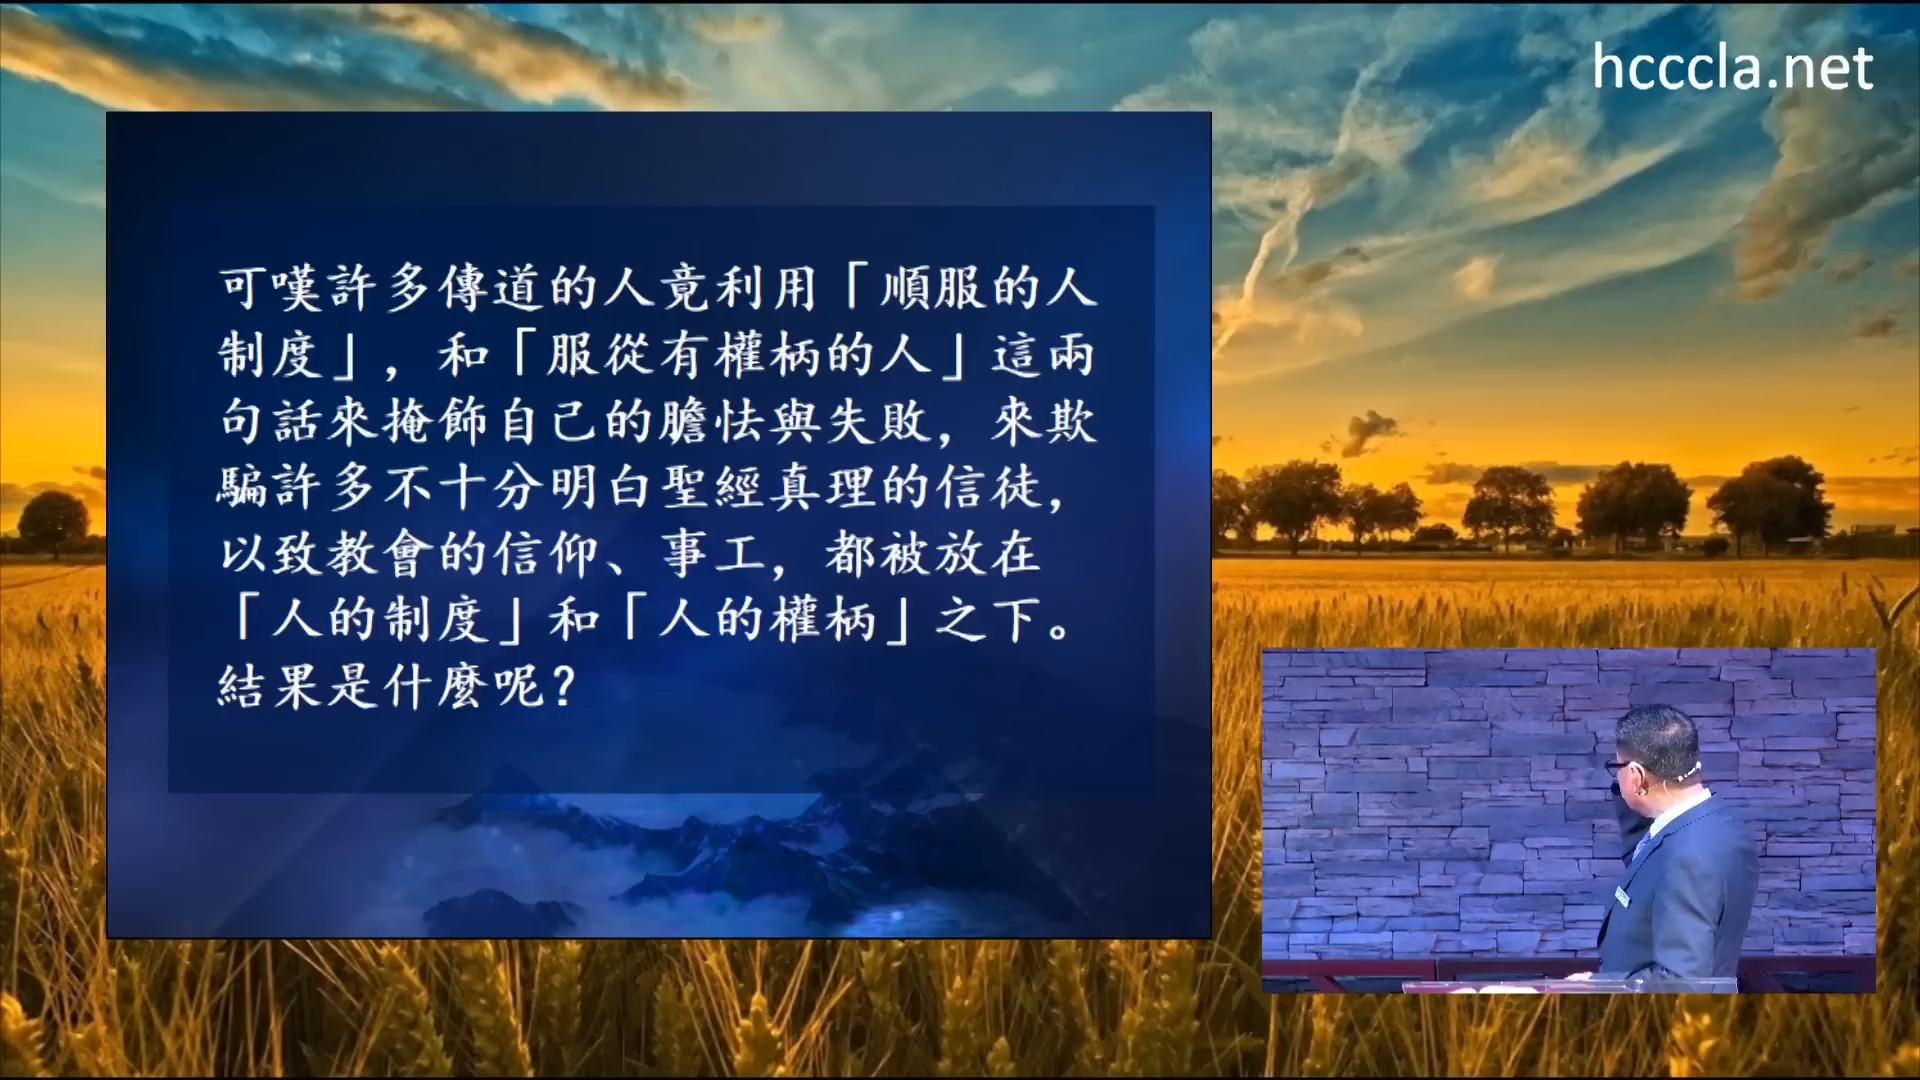 hcccla.net
可嘆許多傳道的人竟利用「順服的人
制度」，和「服從有權柄的人」這兩
句話來掩飾自己的膽怯與失敗，來欺
騙許多不十分明白聖經真理的信徒，
以致教會的信仰、事工，都被放在
「人的制度」和「人的權柄」之下。
結果是什麼呢？